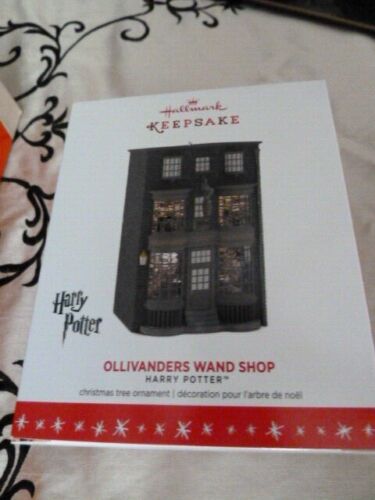 Hallmark
KEEPSAKE
Harry
Potter
OLLIVANDERS WAND SHOP
HARRY POTTER™
christmas tree ornament | décoration pour l'arbre de noël